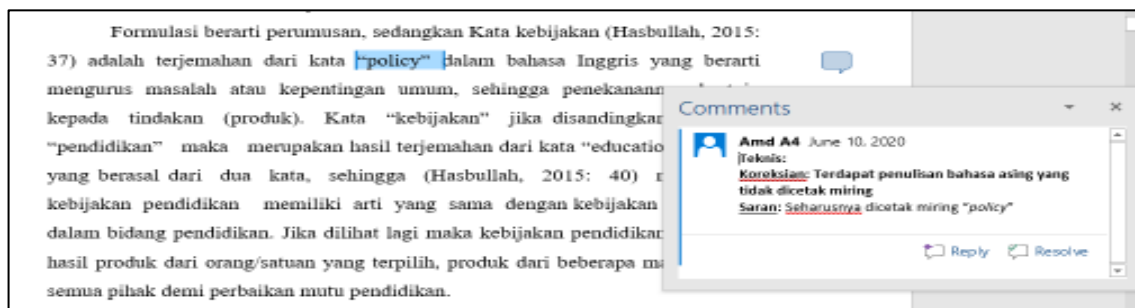 Formulasi berarti perumusan, sedangkan Kata kebijakan (Hasbullah, 2015:
37) adalah terjemahan dari kata “policy” dalam bahasa Inggris yang berarti
mengurus masalah atau kepentingan umum, sehingga
kepada tindakan (produk). Kata “kebijakan” jika
“pendidikan” maka merupakan hasil terjemahan dari kata
yang berasal dari dua kata, sehingga (Hasbullah, 2015: 40)
kebijakan pendidikan memiliki arti yang sama dengan kebijakan
dalam bidang pendidikan. Jika dilihat lagi maka kebijakan
hasil produk dari orang/satuan yang terpilih, produk dari beberapa
semua pihak demi perbaikan mutu pendidikan.
Comments
Amd A4 June 10, 2020
Teknis:
Koreksian: Terdapat penulisan bahasa asing yang
tidak dicetak miring
Saran: Seharusnya dicetak miring “policy”
Reply Resolve